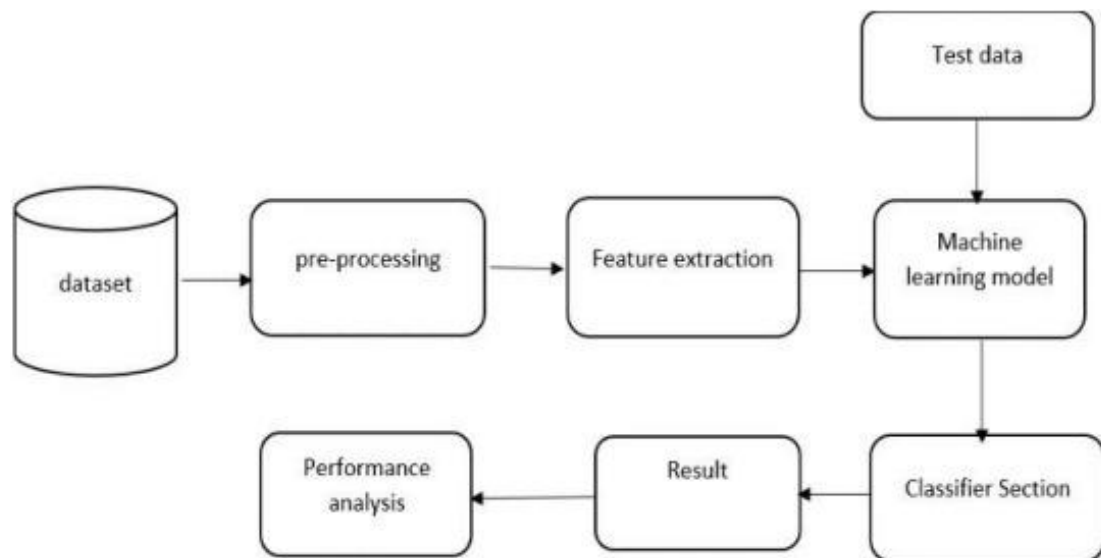 Test data
dataset
pre-processing
Feature extraction
Machine
learning model
Performance
analysis
Result
Classifier Section